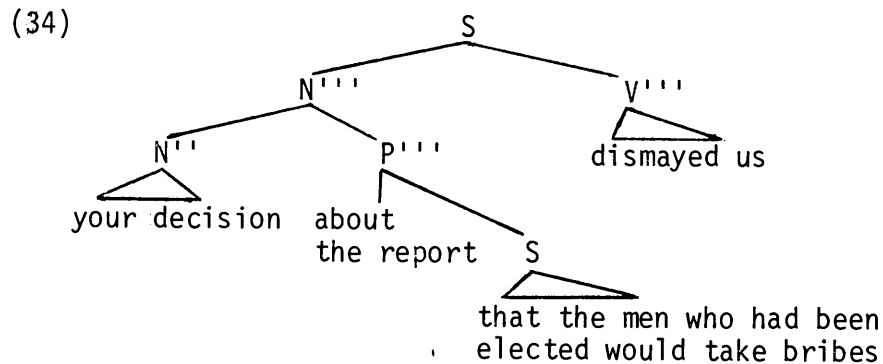 (34)
S
N''' V'''
N'' P''' dismayed us
your decision about
the report S
that the men who had been
elected would take bribes